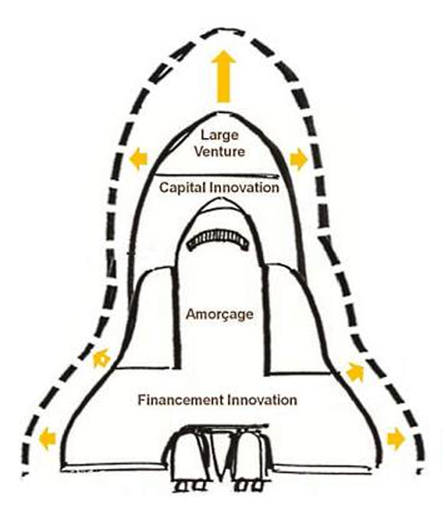 Large
Venture
Capital Innovation
Amorçage
Financement Innovation